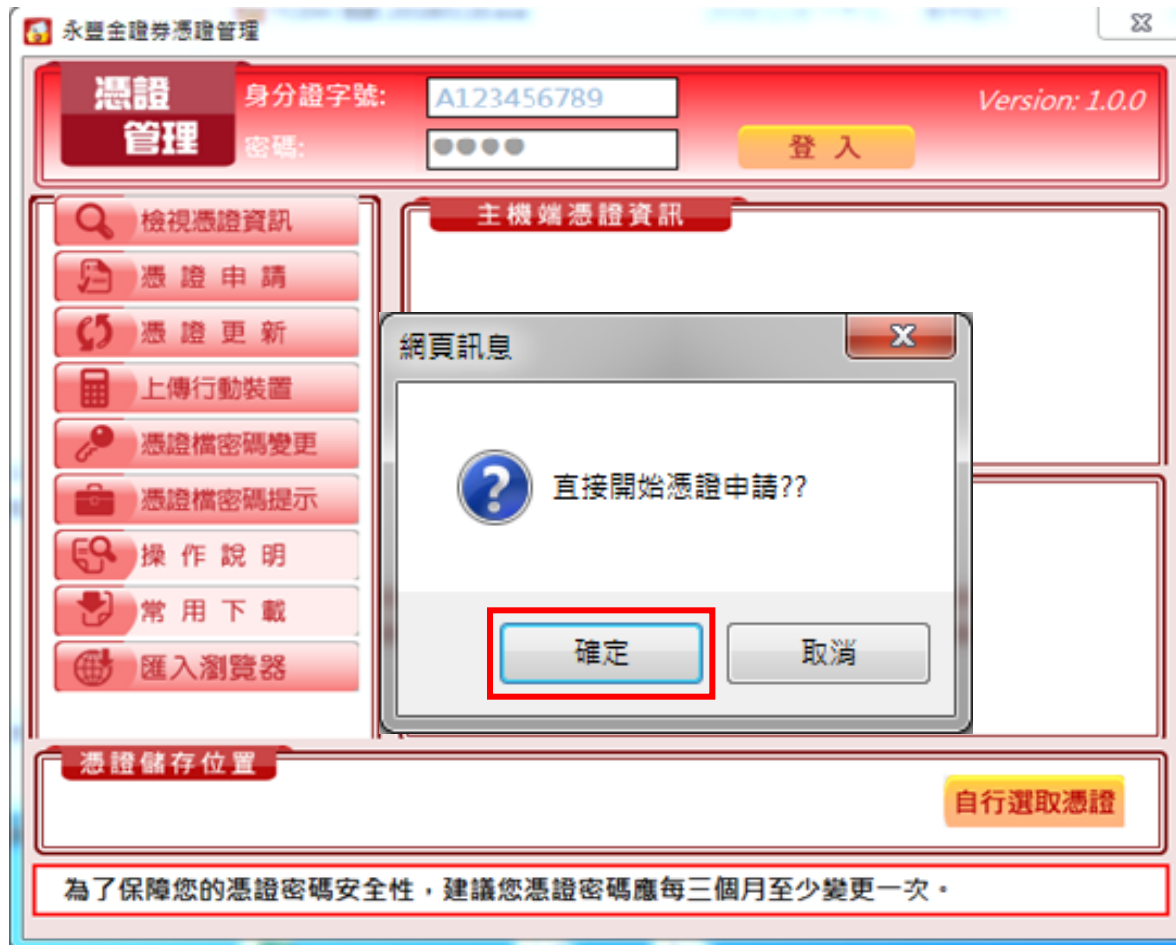 永豐金證券憑證管理
憑證
管理
身分證字號:
A123456789
Version: 1.0.0
密碼:
登入
檢視憑證資訊
憑證申請
憑證更新
上傳行動裝置
憑證檔密碼變更
憑證檔密碼提示
操作說明
常用下載
匯入瀏覽器
主機端憑證資訊
網頁訊息
直接開始憑證申請??
確定
取消
憑證儲存位置
自行選取憑證
為了保障您的憑證密碼安全性，建議您憑證密碼應每三個月至少變更一次。